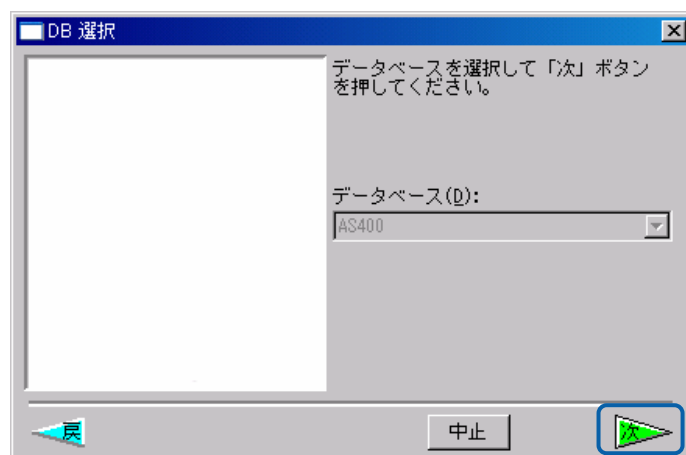 DB 選択
データベースを選択して「次」ボタン
を押してください。
データベース(D):
AS400
戻
中止
次